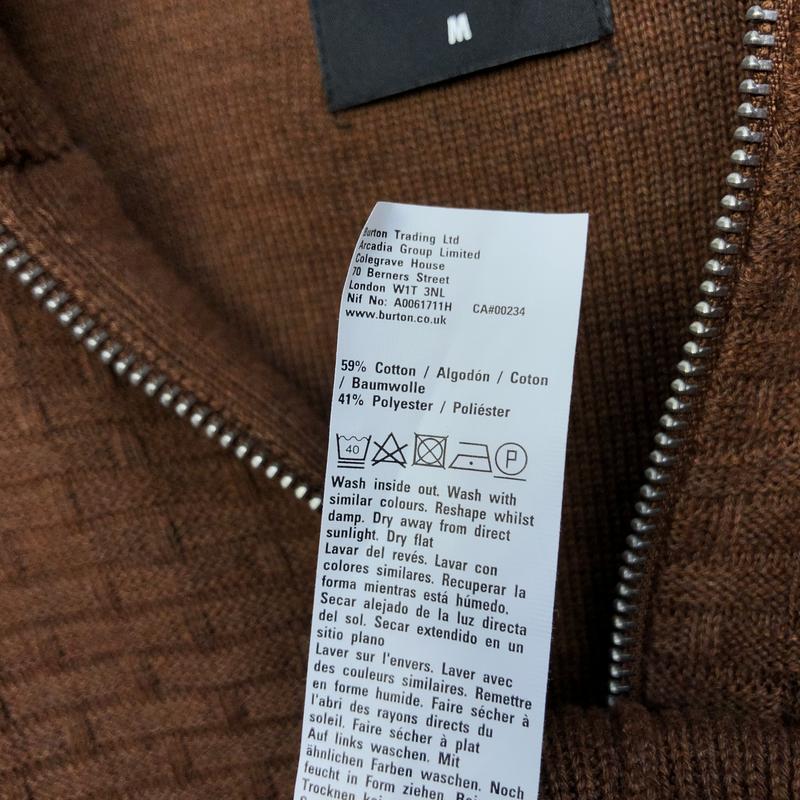 M
Burton Trading Ltd
Arcadia Group Limited
Colegrave House
70 Berners Street
London W1T 3NL
Nif No: A0061711H CA#00234
www.burton.co.uk
59% Cotton / Algodón / Coton
/ Baumwolle
41% Polyester / Poliéster
40
P
Wash inside out. Wash with
similar colours. Reshape whilst
damp. Dry away from direct
sunlight. Dry flat
Lavar del revés. Lavar con
colores similares. Recuperar la
forma mientras está húmedo.
Secar alejado de la luz directa
del sol. Secar extendido en un
sitio plano
Laver sur l'envers. Laver avec
des couleurs similaires. Remettre
en forme humide. Faire sécher à
l'abri des rayons directs du
soleil. Faire sécher à plat
Auf links waschen. Mit
ähnlichen Farben waschen. Noch
feucht in Form ziehen.
Trocknen